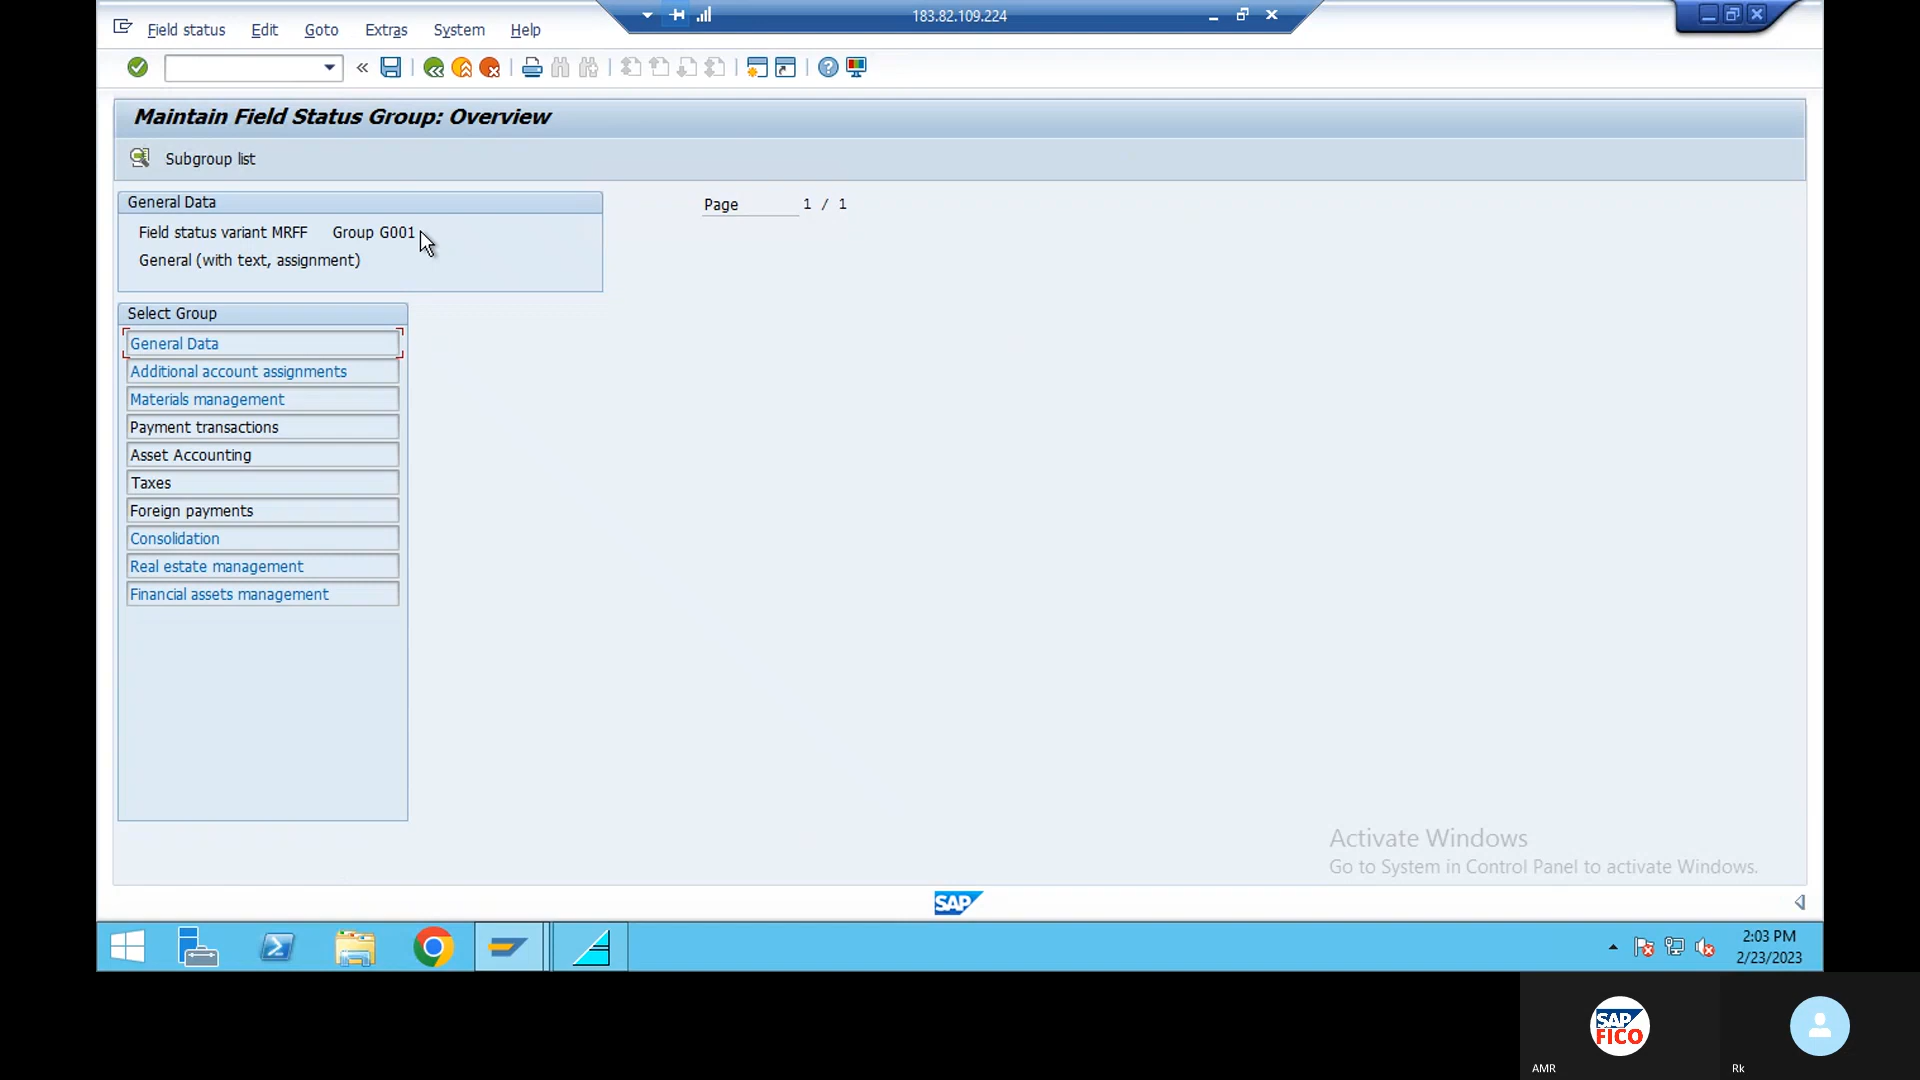 183.82.109.224
Field status Edit Goto Extras System Help
Maintain Field Status Group: Overview
Subgroup list
General Data
Page 1 / 1
Field status variant MRFF Group G001
General (with text, assignment)
Select Group
General Data
Additional account assignments
Materials management
Payment transactions
Asset Accounting
Taxes
Foreign payments
Consolidation
Real estate management
Financial assets management
Activate Windows
Go to System in Control Panel to activate Windows.
SAP
2:03 PM
2/23/2023
SAP
FICO
AMR
Rk